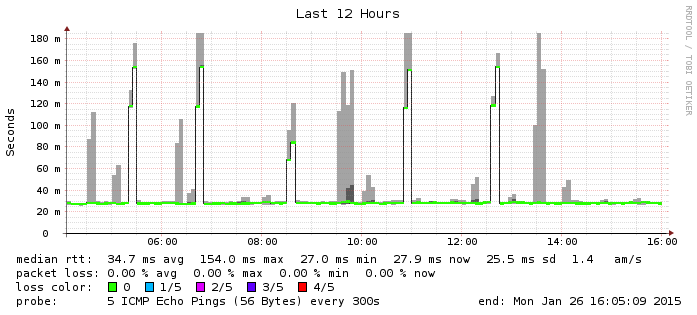 Last 12 Hours
RRDTOOL / TOBI OETIKER
Seconds
180 m
160 m
140 m
120 m
100 m
80 m
60 m
40 m
20 m
0
06:00 08:00 10:00 12:00 14:00 16:00
median rtt: 34.7 ms avg 154.0 ms max 27.0 ms min 27.9 ms now 25.5 ms sd 1.4 am/s
packet loss: 0.00 % avg 0.00 % max 0.00 % min 0.00 % now
loss color: 0 1/5 2/5 3/5 4/5
probe: 5 ICMP Echo Pings (56 Bytes) every 300s end: Mon Jan 26 16:05:09 2015